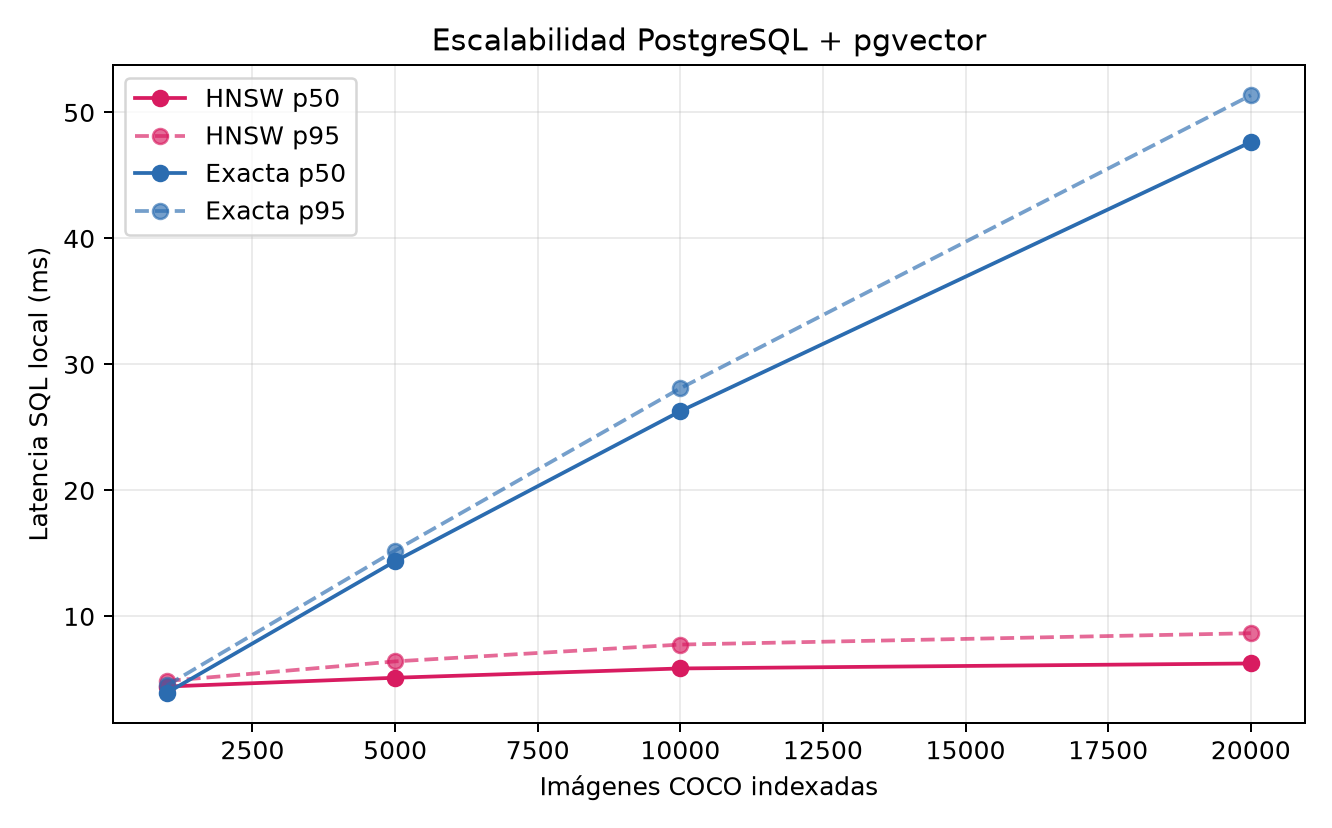 Escalabilidad PostgreSQL + pgvector
HNSW p50
HNSW p95
Exacta p50
Exacta p95
50
40
30
20
10
Latencia SQL local (ms)
2500 5000 7500 10000 12500 15000 17500 20000
Imágenes COCO indexadas